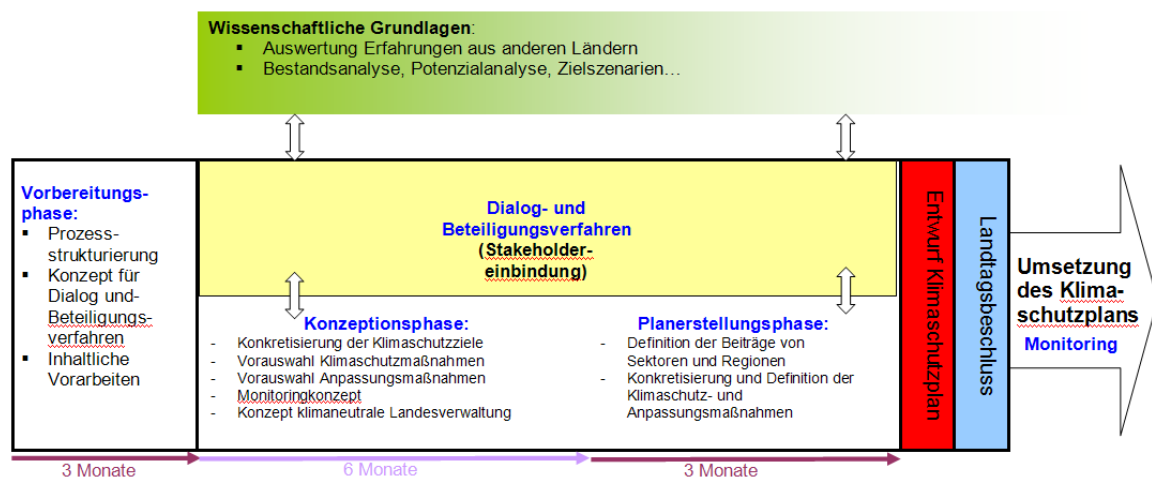 Wissenschaftliche Grundlagen:
▪ Auswertung Erfahrungen aus anderen Ländern
▪ Bestandsanalyse, Potenzialanalyse, Zielszenarien…
Vorbereitungs-
phase:
▪ Prozess-
strukturierung
▪ Konzept für
Dialog und-
Beteiligungs-
verfahren
▪ Inhaltliche
Vorarbeiten
Dialog- und
Beteiligungsverfahren
(Stakeholder-
einbindung)
Konzeptionsphase:
- Konkretisierung der Klimaschutzziele
- Vorauswahl Klimaschutzmaßnahmen
- Vorauswahl Anpassungsmaßnahmen
- Monitoringkonzept
- Konzept klimaneutrale Landesverwaltung
Planerstellungsphase:
- Definition der Beiträge von
Sektoren und Regionen
- Konkretisierung und Definition der
Klimaschutz- und
Anpassungsmaßnahmen
Entwurf Klimaschutzplan
Landtagsbeschluss
Umsetzung
des Klima-
schutzplans
Monitoring
3 Monate
6 Monate
3 Monate